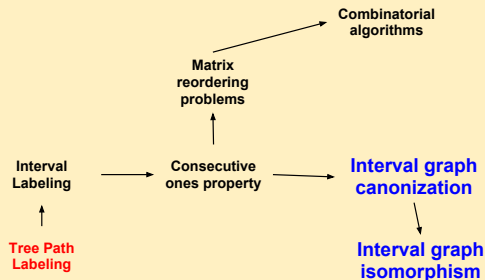 Combinatorial
algorithms
Matrix
reordering
problems
Interval
Labeling
Consecutive
ones property
Interval graph
canonization
Tree Path
Labeling
Interval graph
isomorphism